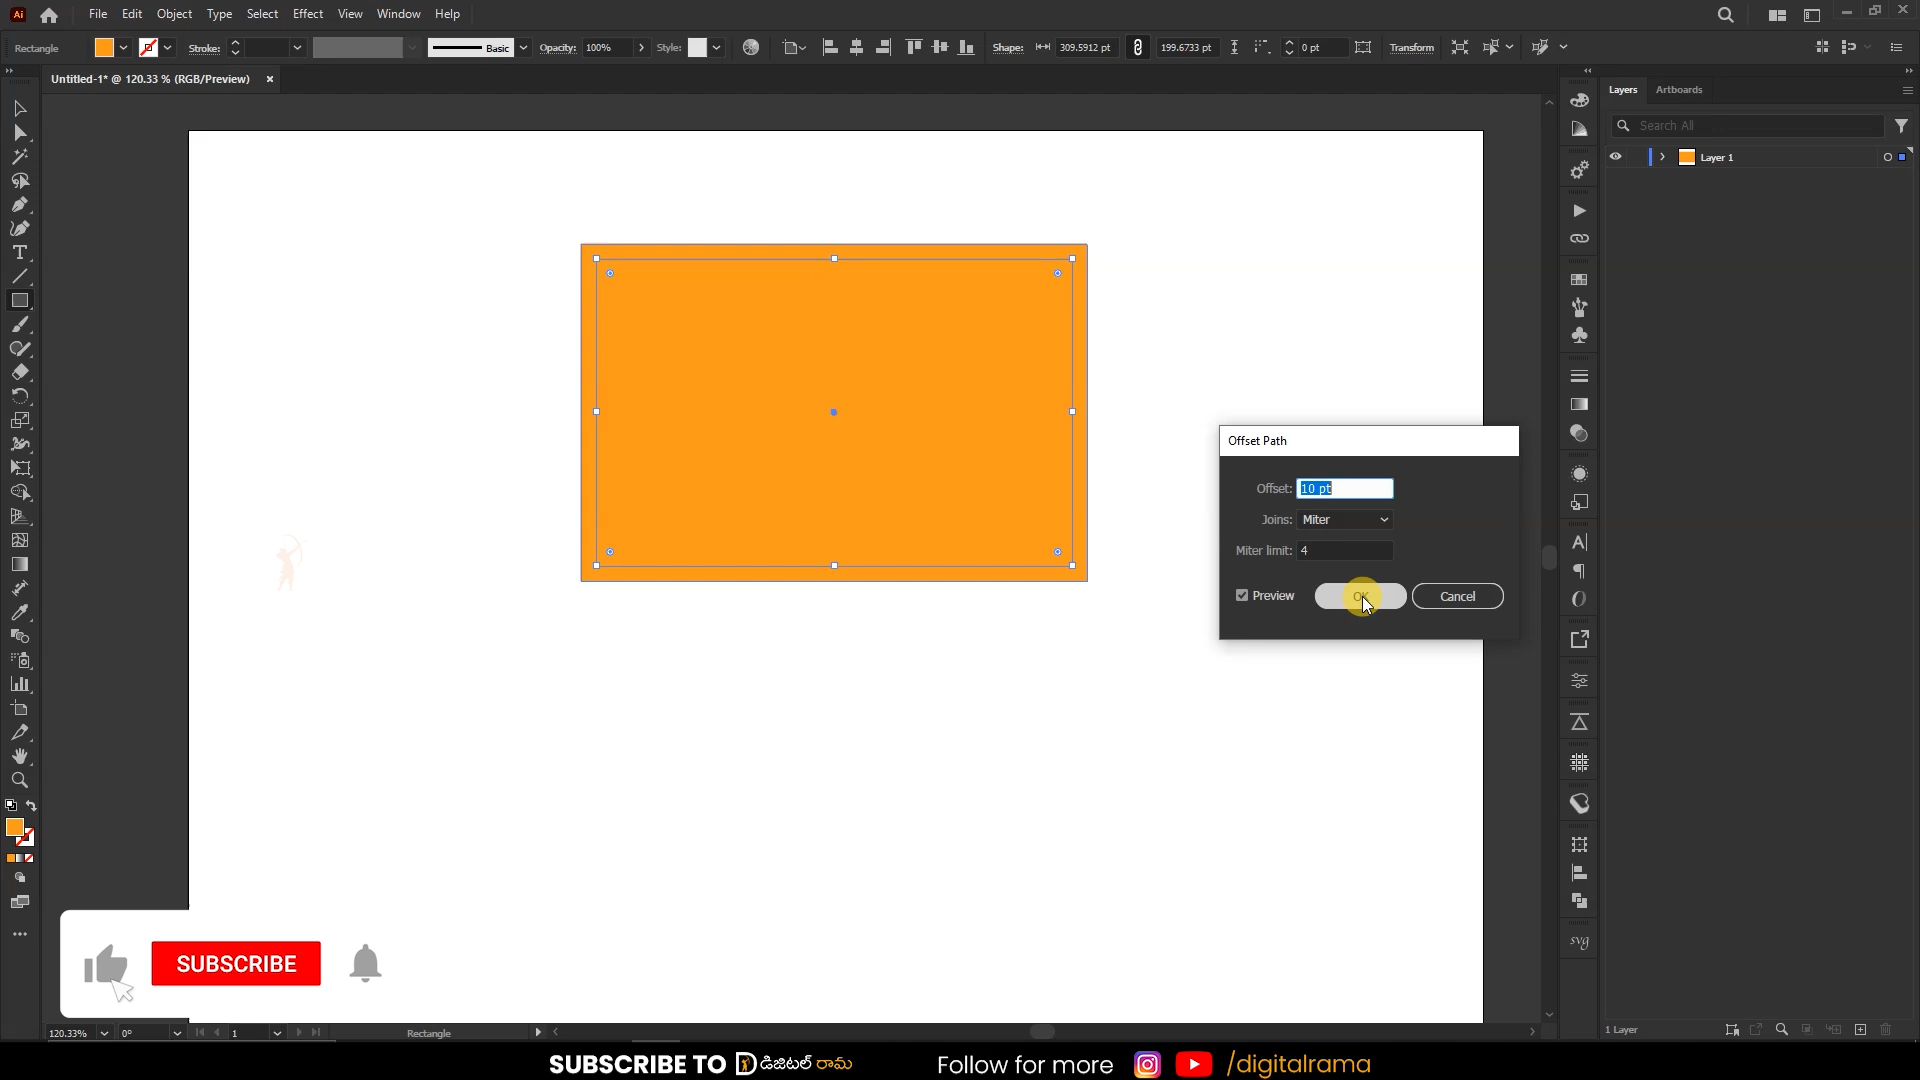 Ai File Edit Object Type Select Effect View Window Help
Rectangle Stroke: Basic Opacity: 100% Style: Shape: 309.5912 pt 199.6733 pt 0 pt Transform
Untitled-1* @ 120.33 % (RGB/Preview)
Layers Artboards
Search All
Layer 1
Offset Path
Offset: 10 pt
Joins: Miter
Miter limit: 4
Preview OK Cancel
svg
SUBSCRIBE
120.33% 0° 1 Rectangle
1 Layer
SUBSCRIBE TO D డిజిటల్ రామ Follow for more /digitalrama